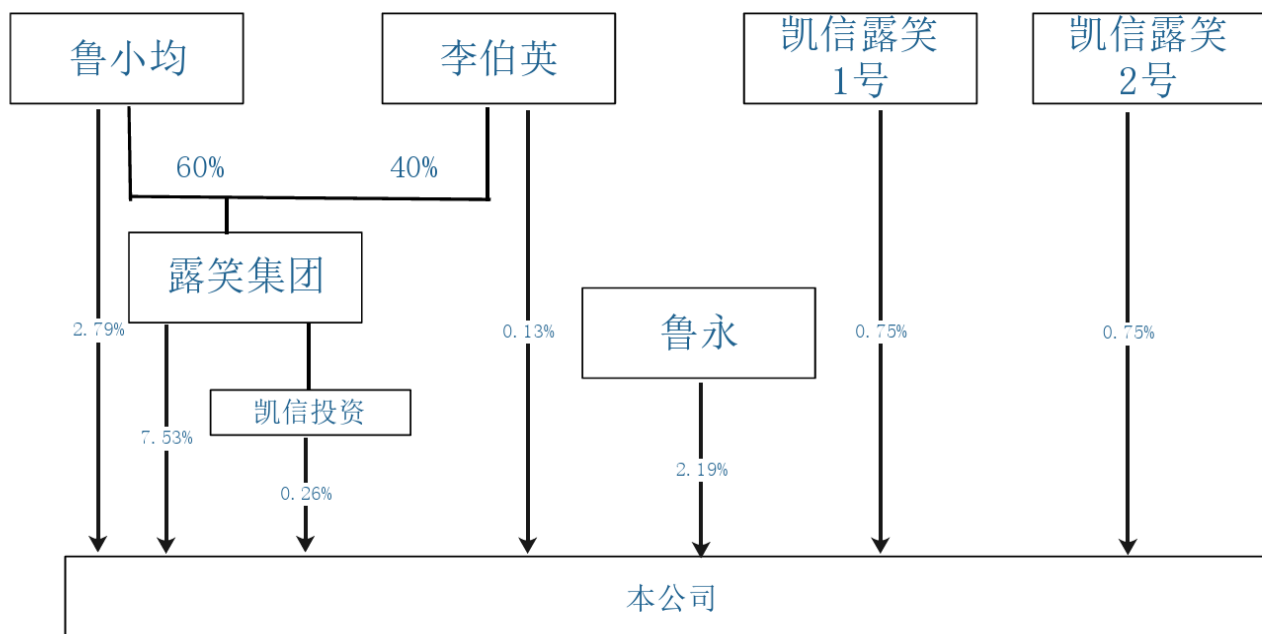 鲁小均
李伯英
凯信露笑
1号
凯信露笑
2号
60%
40%
露笑集团
鲁永
2.79%
0.13%
0.75%
0.75%
凯信投资
7.53%
2.19%
0.26%
本公司